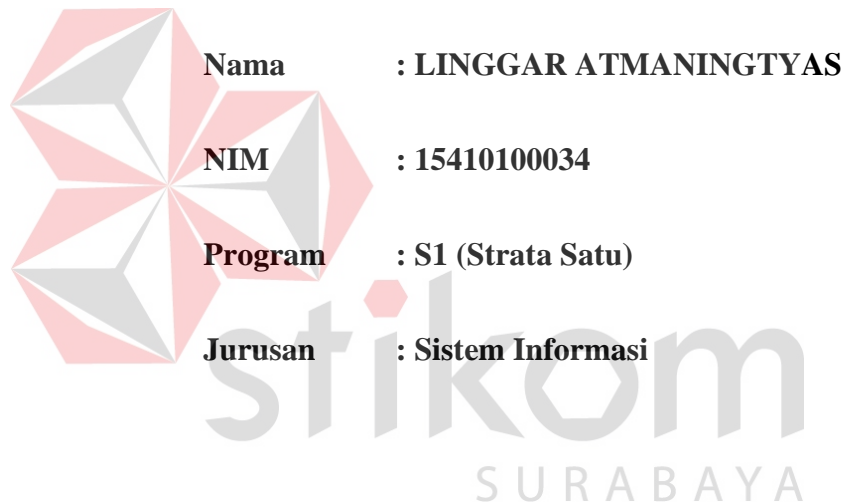 Nama : LINGGAR ATMANINGTYAS
NIM : 15410100034
Program : S1 (Strata Satu)
Jurusan : Sistem Informasi
stikom
SURABAYA